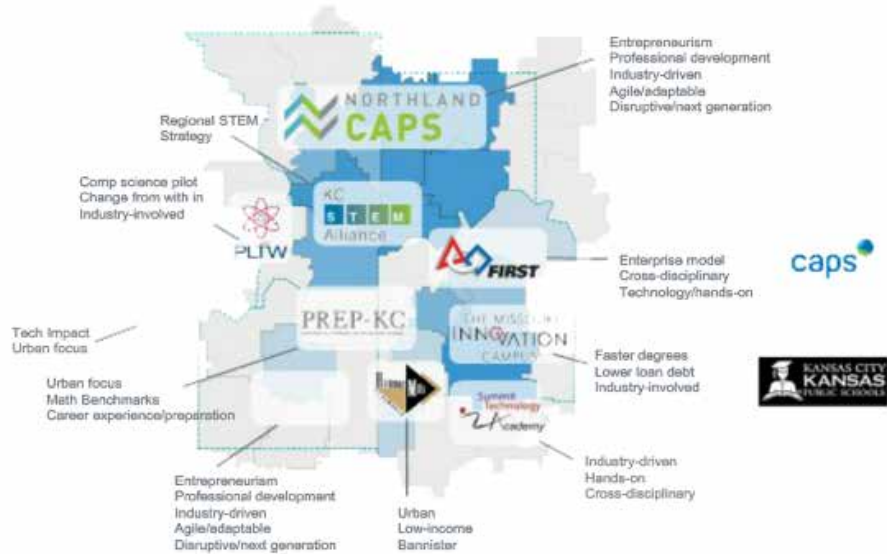 Entrepreneurism
Professional development
Industry-driven
Agile/adaptable
Disruptive/next generation
NORTHLAND
CAPS
Regional STEM
Strategy
Comp science pilot
Change from with in
Industry-involved
KC
STEM
Alliance
PLTW
FIRST
Enterprise model
Cross-disciplinary
Technology/hands-on
caps
PREP-KC
THE MISSOURI
INNOVATION
CAMPUS
Tech Impact
Urban focus
Faster degrees
Lower loan debt
Industry-involved
KANSAS CITY
KANSAS
PUBLIC SCHOOLS
Urban focus
Math Benchmarks
Career experience/preparation
Summit
Technology
Academy
Industry-driven
Hands-on
Cross-disciplinary
Entrepreneurism
Professional development
Industry-driven
Agile/adaptable
Disruptive/next generation
Urban
Low-income
Bannister